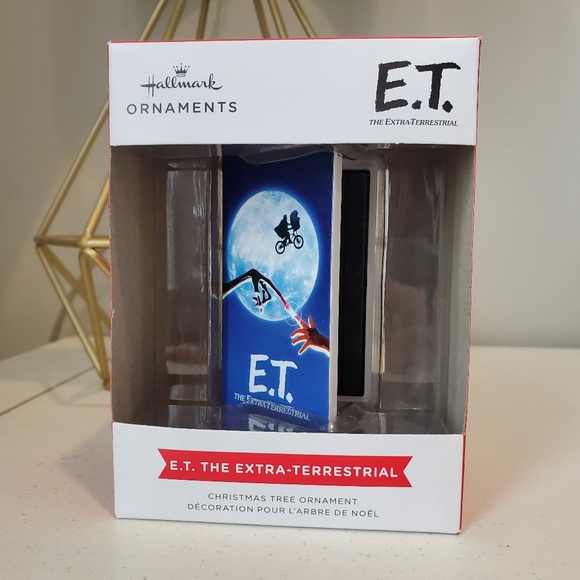 Hallmark
ORNAMENTS
E.T.
THE EXTRA-TERRESTRIAL
E.T.
THE EXTRA-TERRESTRIAL
E.T. THE EXTRA-TERRESTRIAL
CHRISTMAS TREE ORNAMENT
DÉCORATION POUR L'ARBRE DE NOËL